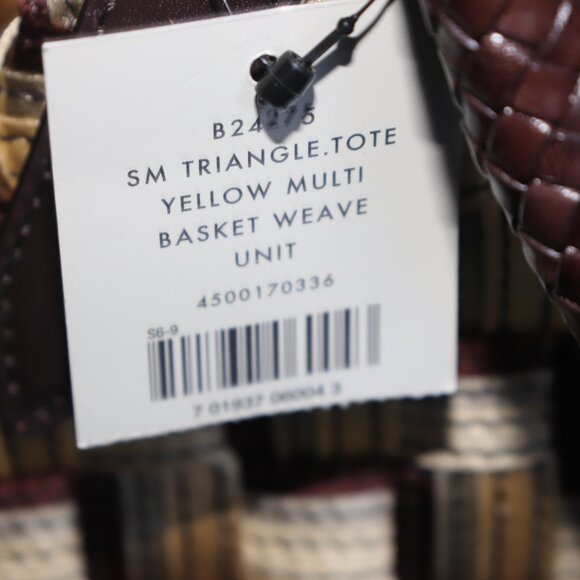 SM TRIANGLE.TOTE
YELLOW MULTI
BASKET WEAVE
UNIT
4500170336
S6-9
7 01937 06004 3